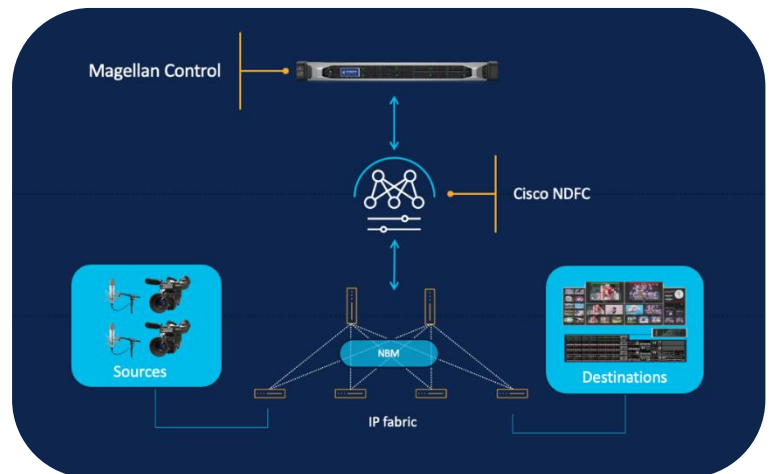 Magellan Control
Cisco NDFC
NBM
Sources
Destinations
IP fabric